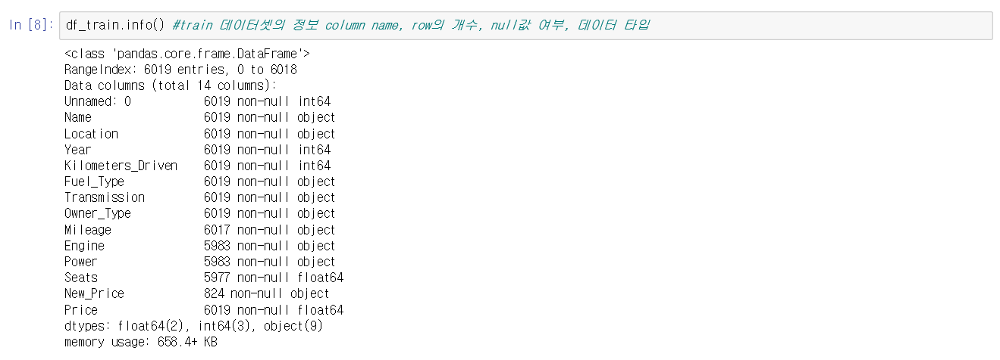 In [8]: df_train.info() #train 데이터셋의 정보 column name, row의 개수, null값 여부, 데이터 타입
<class 'pandas.core.frame.DataFrame'>
RangeIndex: 6019 entries, 0 to 6018
Data columns (total 14 columns):
Unnamed: 0           6019 non-null int64
Name                 6019 non-null object
Location             6019 non-null object
Year                 6019 non-null int64
Kilometers_Driven    6019 non-null int64
Fuel_Type            6019 non-null object
Transmission         6019 non-null object
Owner_Type           6019 non-null object
Mileage              6017 non-null object
Engine               5983 non-null object
Power                5983 non-null object
Seats                5977 non-null float64
New_Price            824 non-null object
Price                6019 non-null float64
dtypes: float64(2), int64(3), object(9)
memory usage: 658.4+ KB